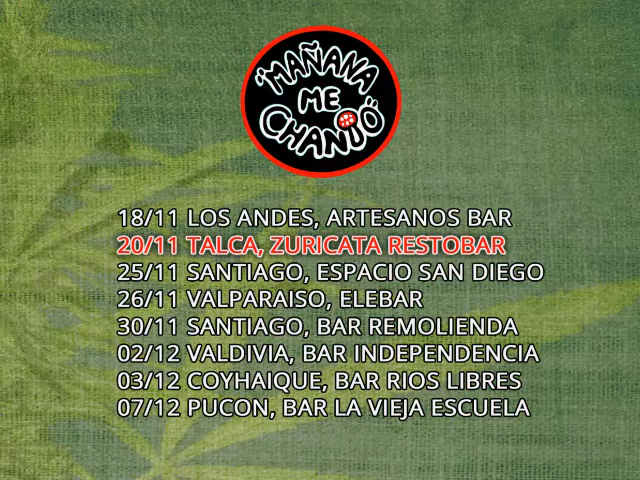 "MAÑANA
ME
CHANTO"
18/11 LOS ANDES, ARTESANOS BAR
20/11 TALCA, ZURICATA RESTOBAR
25/11 SANTIAGO, ESPACIO SAN DIEGO
26/11 VALPARAISO, ELEBAR
30/11 SANTIAGO, BAR REMOLIENDA
02/12 VALDIVIA, BAR INDEPENDENCIA
03/12 COYHAIQUE, BAR RIOS LIBRES
07/12 PUCON, BAR LA VIEJA ESCUELA